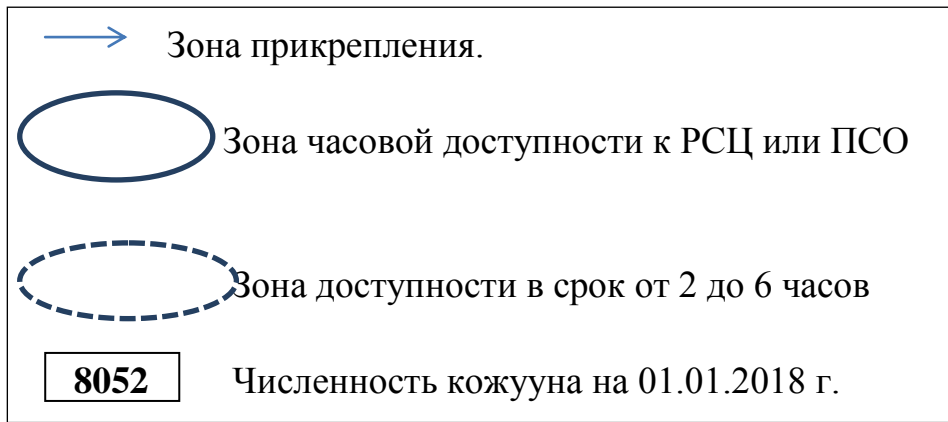 Зона прикрепления.
Зона часовой доступности к РСЦ или ПСО
Зона доступности в срок от 2 до 6 часов
8052 Численность кожууна на 01.01.2018 г.